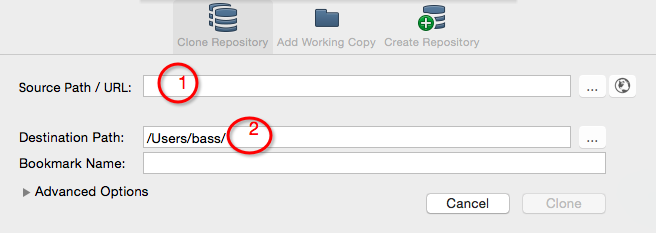 Clone Repository Add Working Copy Create Repository
Source Path / URL: 1 ...
Destination Path: /Users/bass/ 2 ...
Bookmark Name:
Advanced Options
Cancel Clone